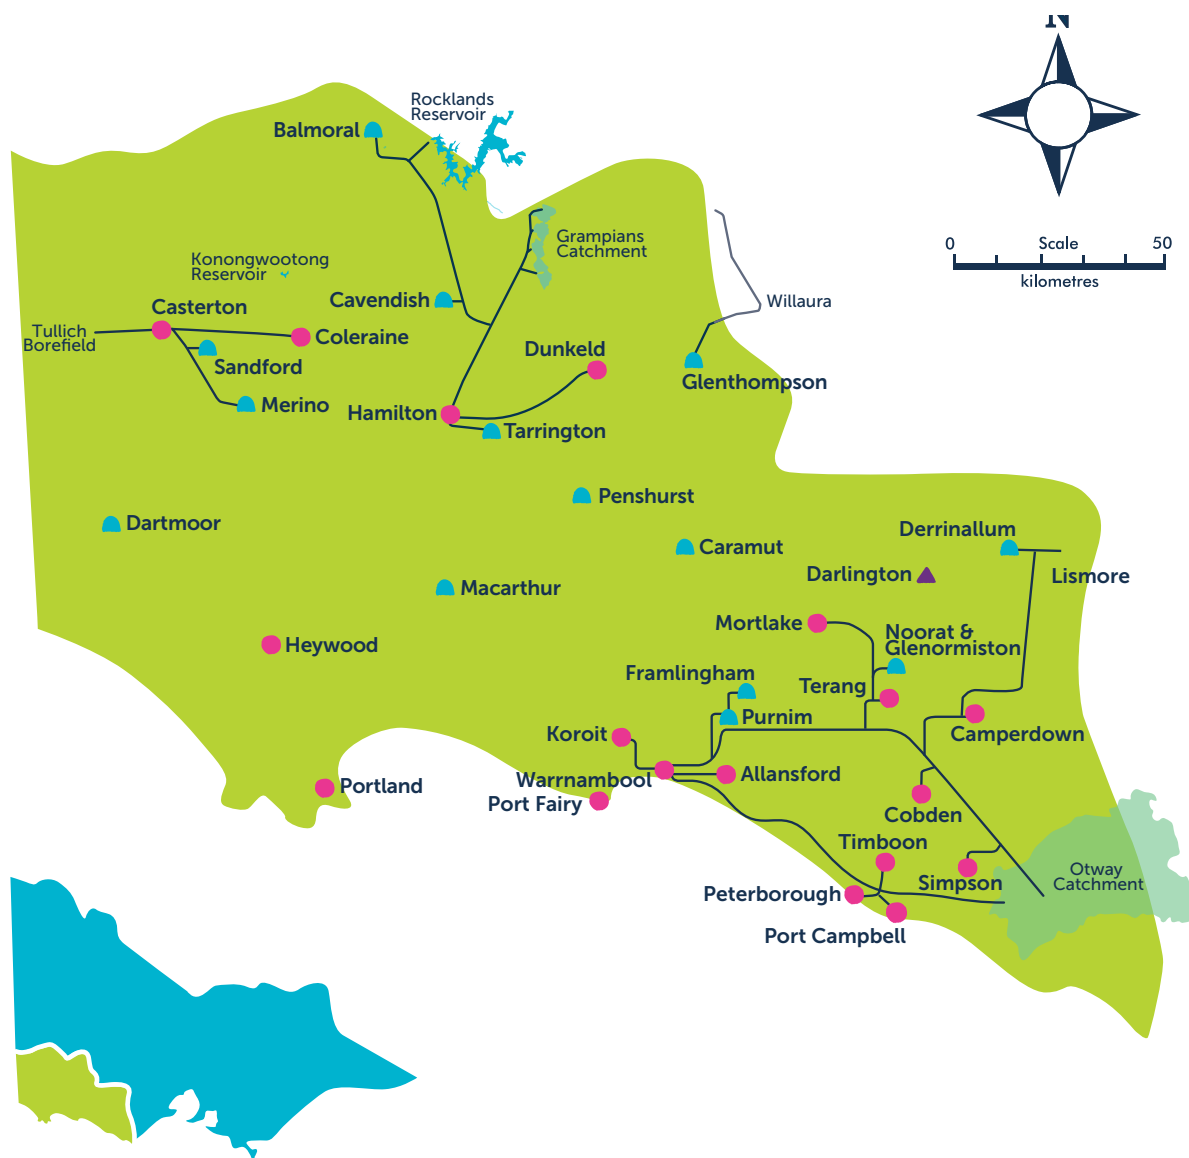 N
Rocklands
Reservoir
Balmoral
Grampians
Catchment
0
Scale
50
kilometres
Konongwootong
Reservoir
Casterton
Cavendish
Willaura
Tullich
Borefield
Coleraine
Dunkeld
Sandford
Glenthompson
Merino
Hamilton
Tarrington
Penshurst
Dartmoor
Derrinallum
Caramut
Darlington
Lismore
Macarthur
Mortlake
Noorat &
Glenormiston
Heywood
Framlingham
Terang
Purnim
Koroit
Camperdown
Warrnambool
Allansford
Portland
Port Fairy
Cobden
Timboon
Otway
Catchment
Simpson
Peterborough
Port Campbell